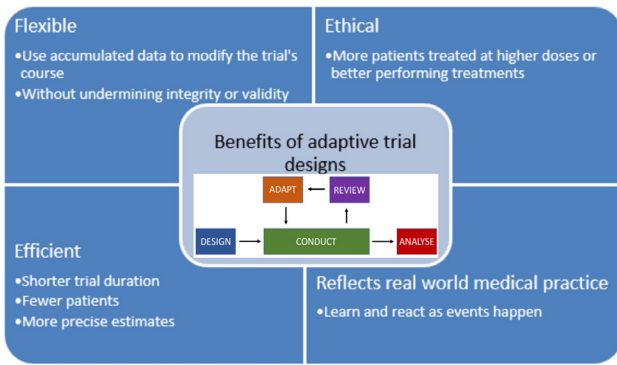 Flexible
•Use accumulated data to modify the trial's
course
•Without undermining integrity or validity
Ethical
•More patients treated at higher doses or
better performing treatments
Benefits of adaptive trial
designs
ADAPT
REVIEW
DESIGN
CONDUCT
ANALYSE
Efficient
•Shorter trial duration
•Fewer patients
•More precise estimates
Reflects real world medical practice
•Learn and react as events happen